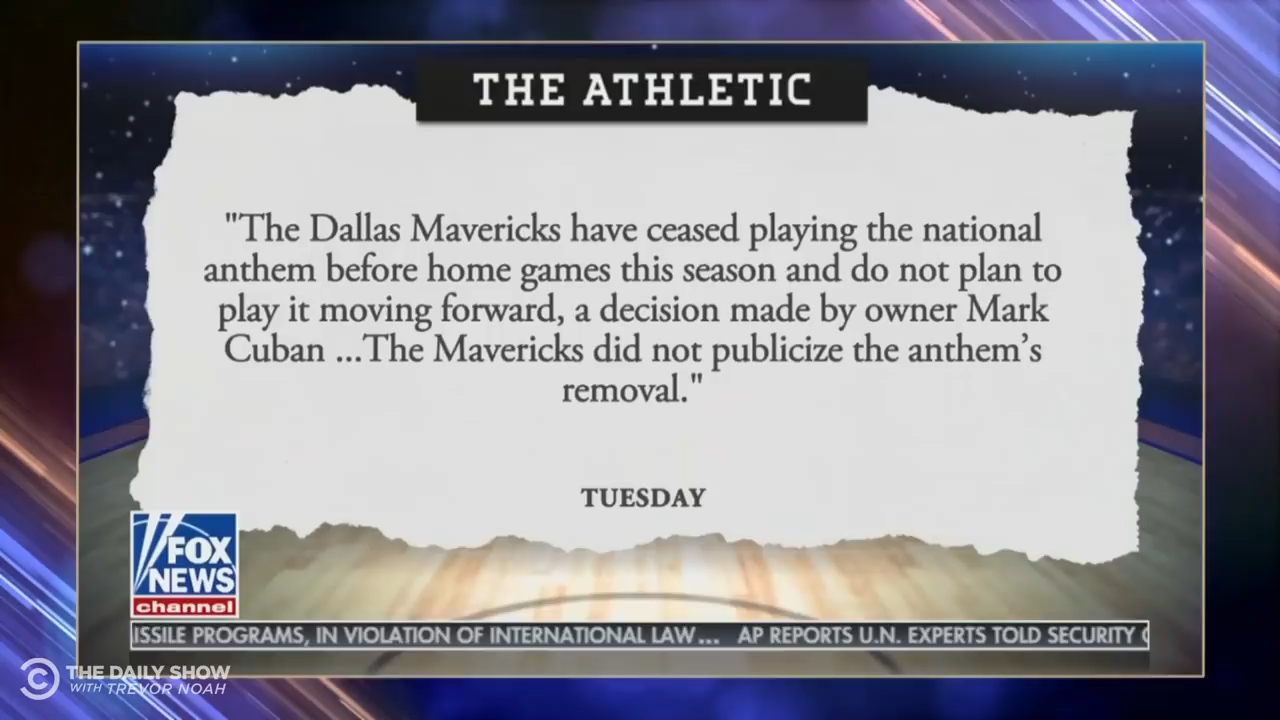 THE ATHLETIC
"The Dallas Mavericks have ceased playing the national
anthem before home games this season and do not plan to
play it moving forward, a decision made by owner Mark
Cuban ...The Mavericks did not publicize the anthem's
removal."
TUESDAY
FOX
NEWS
channel
ISSILE PROGRAMS, IN VIOLATION OF INTERNATIONAL LAW... AP REPORTS U.N. EXPERTS TOLD SECURITY
THE DAILY SHOW
WITH TREVOR NOAH